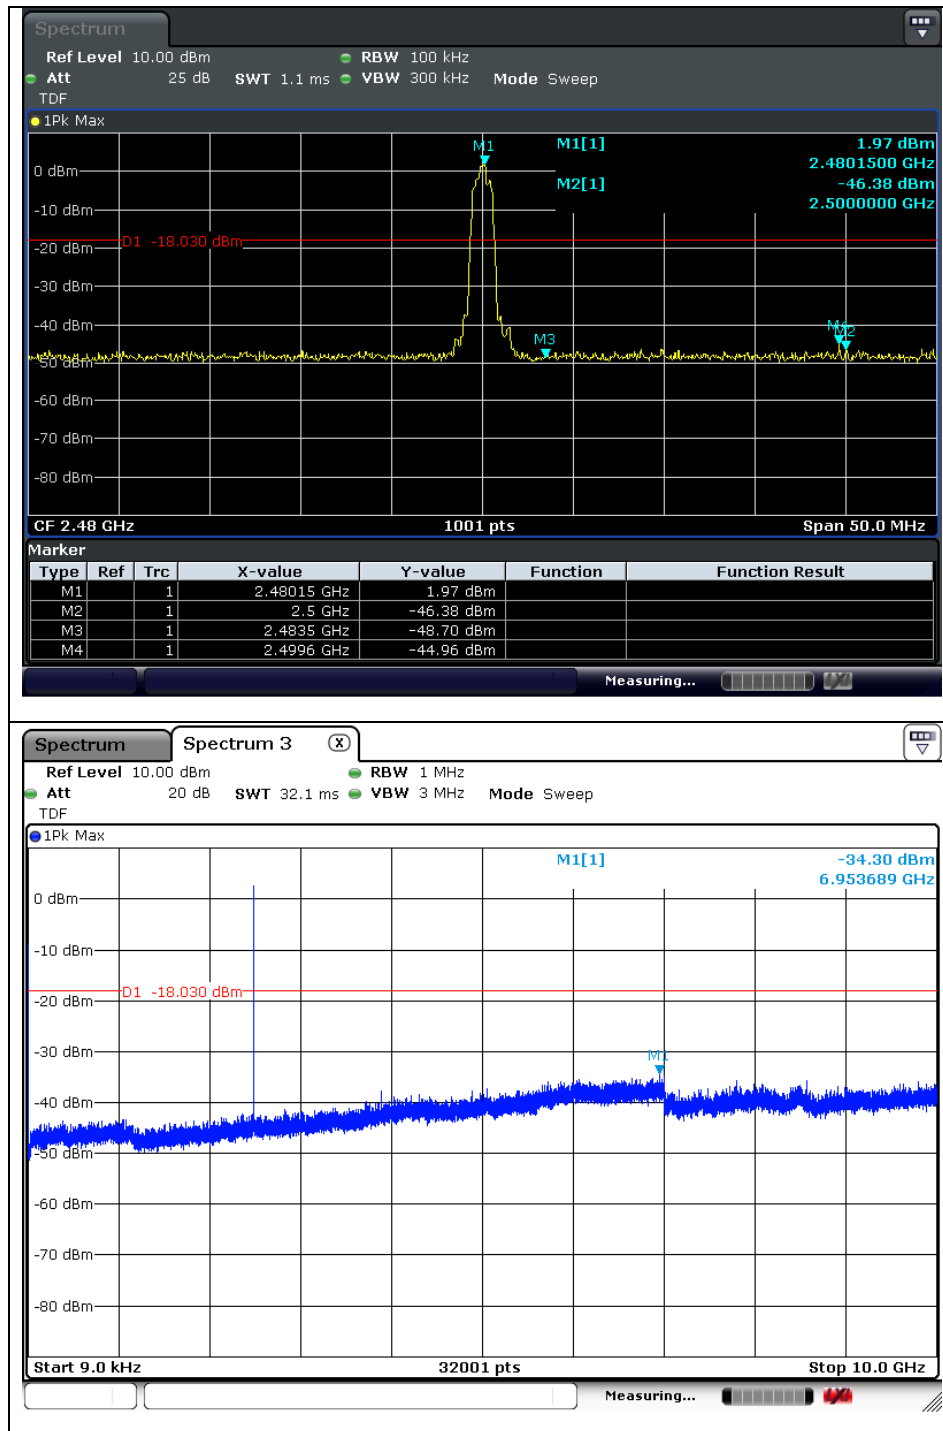 Spectrum
Ref Level 10.00 dBm RBW 100 kHz
Att 25 dB SWT 1.1 ms VBW 300 kHz Mode Sweep
TDF
1Pk Max
M1 M1[1] 1.97 dBm
2.4801500 GHz
0 dBm
M2[1] -46.38 dBm
2.5000000 GHz
-10 dBm
D1 -18.030 dBm
-20 dBm
-30 dBm
-40 dBm
M4
M2
M3
-50 dBm
-60 dBm
-70 dBm
-80 dBm
CF 2.48 GHz 1001 pts Span 50.0 MHz
Marker
Type Ref Trc X-value Y-value Function Function Result
M1 1 2.48015 GHz 1.97 dBm
M2 1 2.5 GHz -46.38 dBm
M3 1 2.4835 GHz -48.70 dBm
M4 1 2.4996 GHz -44.96 dBm
Measuring...
Spectrum Spectrum 3 X
Ref Level 10.00 dBm RBW 1 MHz
Att 20 dB SWT 32.1 ms VBW 3 MHz Mode Sweep
TDF
1Pk Max
M1[1] -34.30 dBm
6.953689 GHz
0 dBm
-10 dBm
D1 -18.030 dBm
-20 dBm
-30 dBm
M1
-40 dBm
-50 dBm
-60 dBm
-70 dBm
-80 dBm
Start 9.0 kHz 32001 pts Stop 10.0 GHz
Measuring...